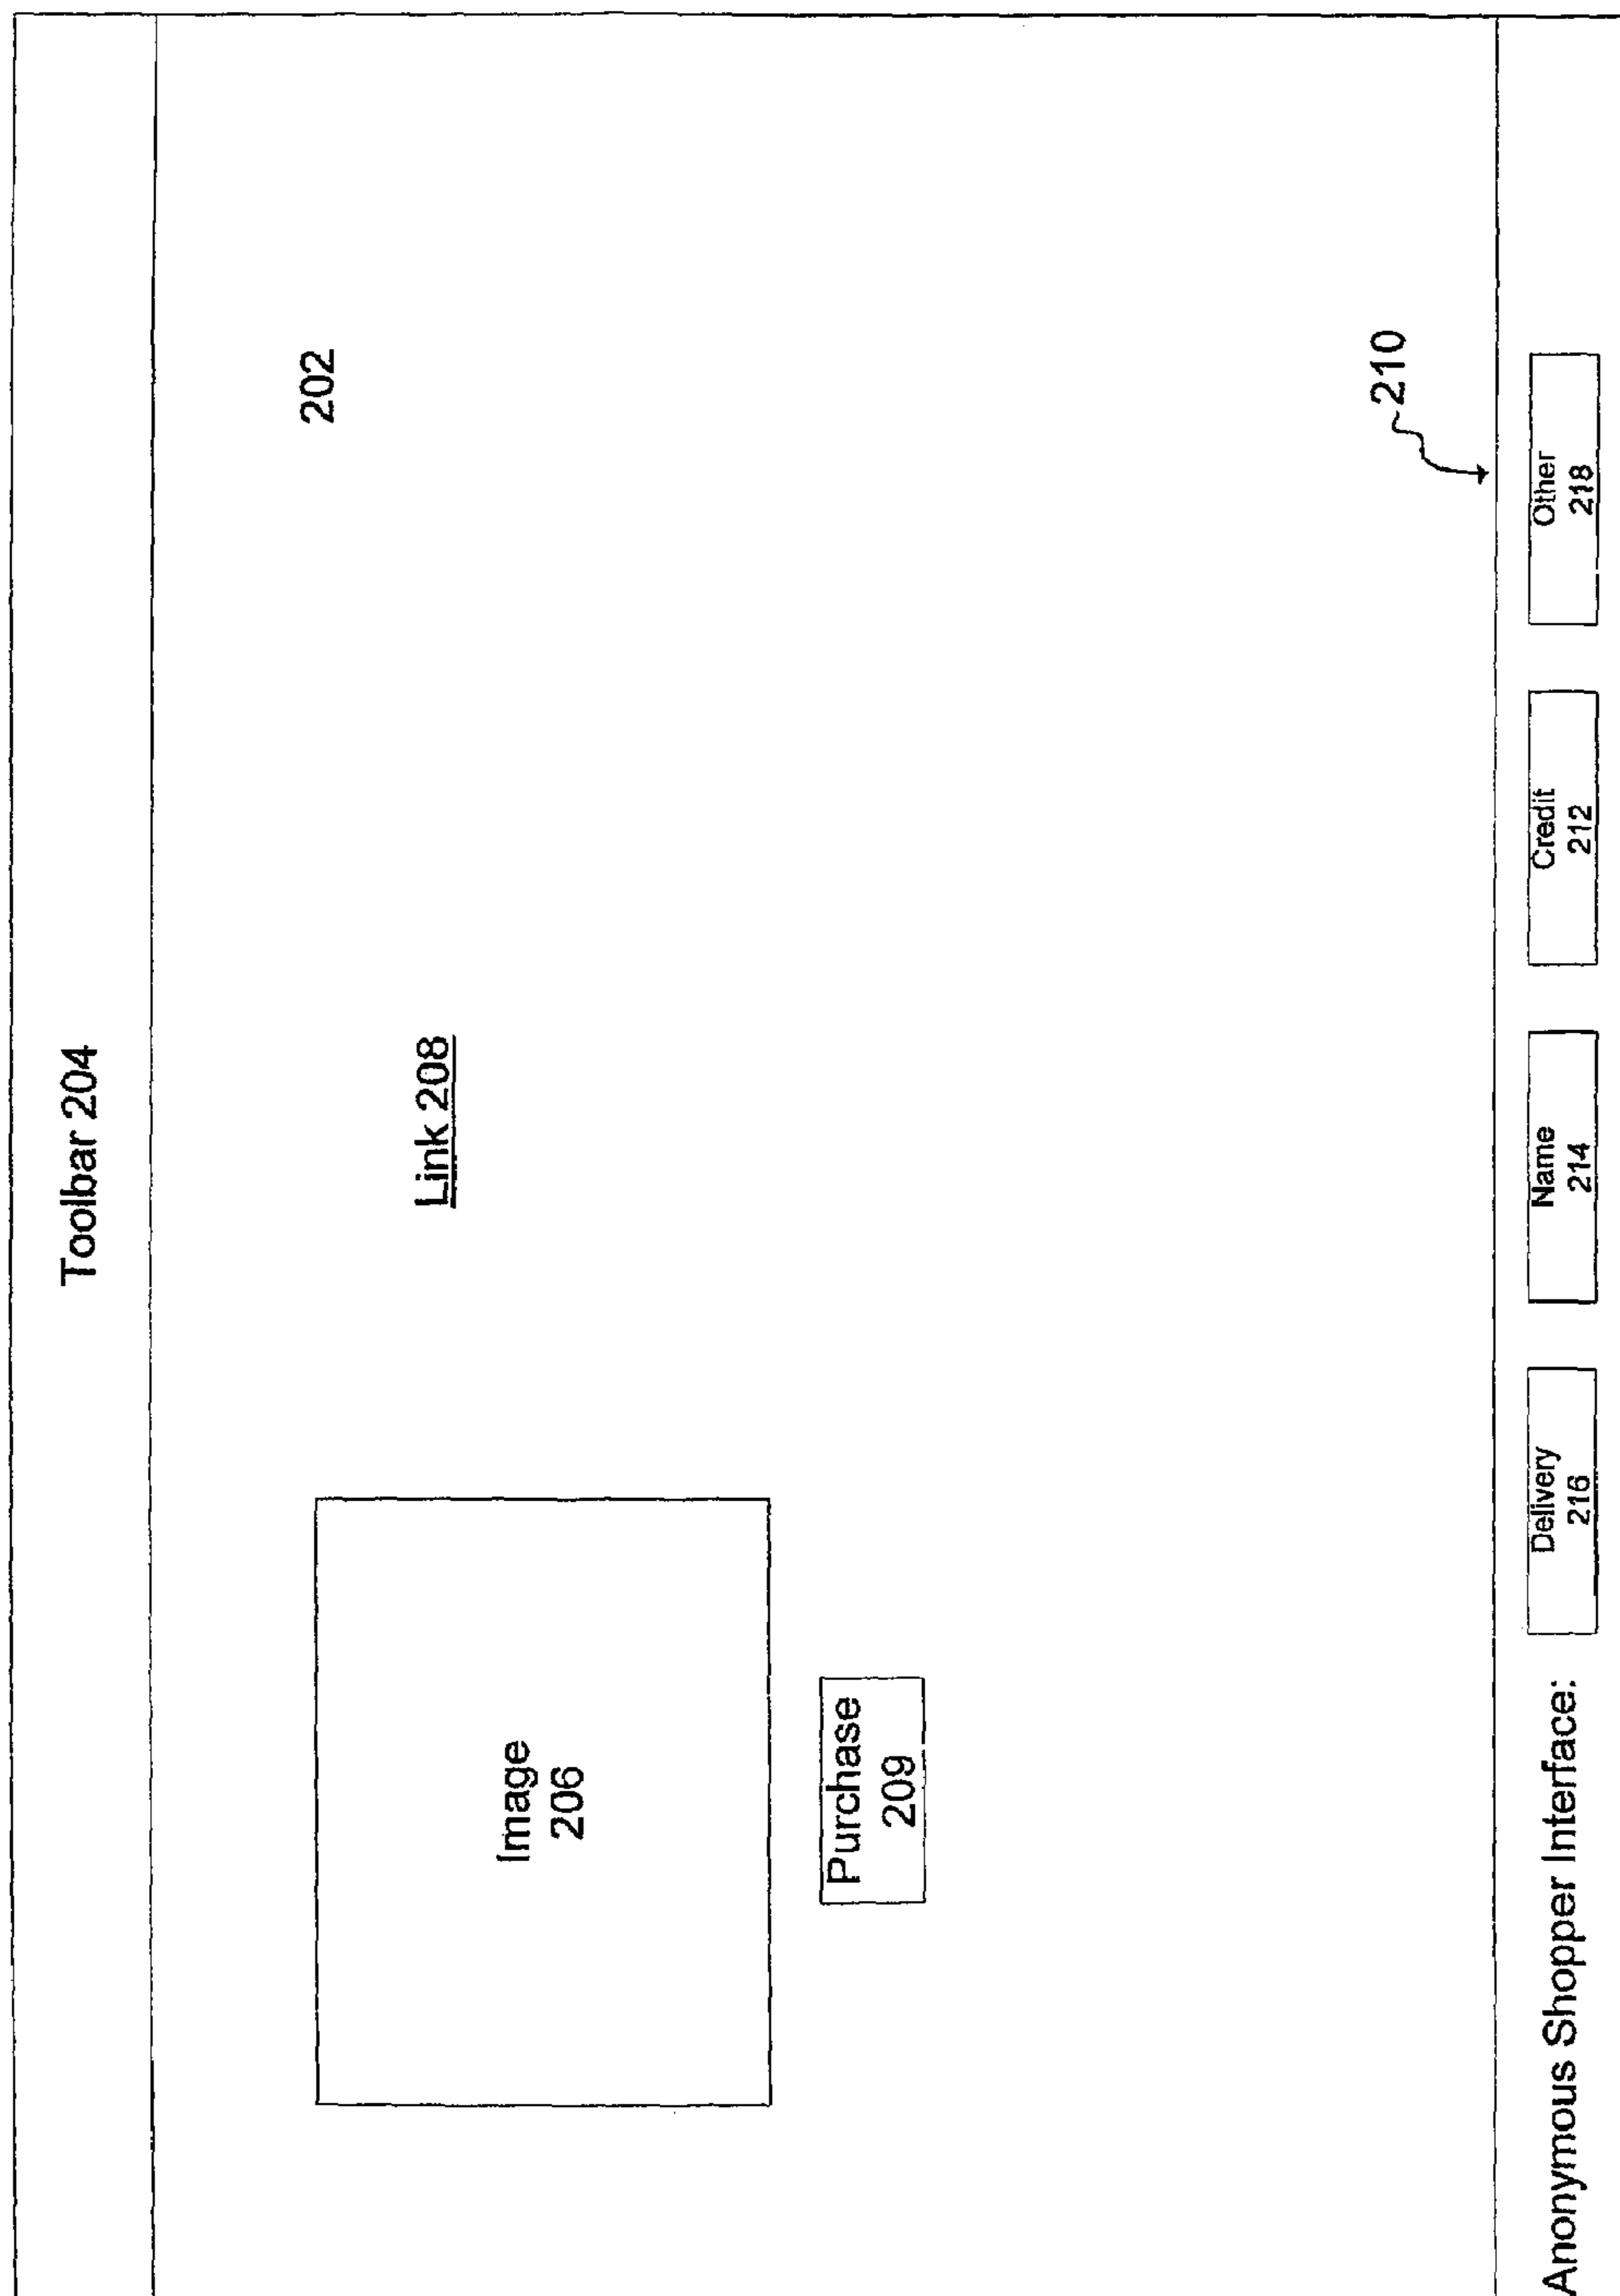 Toolbar 204
202
Link 208
Image
206
Purchase
209
210
Anonymous Shopper Interface:
Delivery
216
Name
214
Credit
212
Other
218